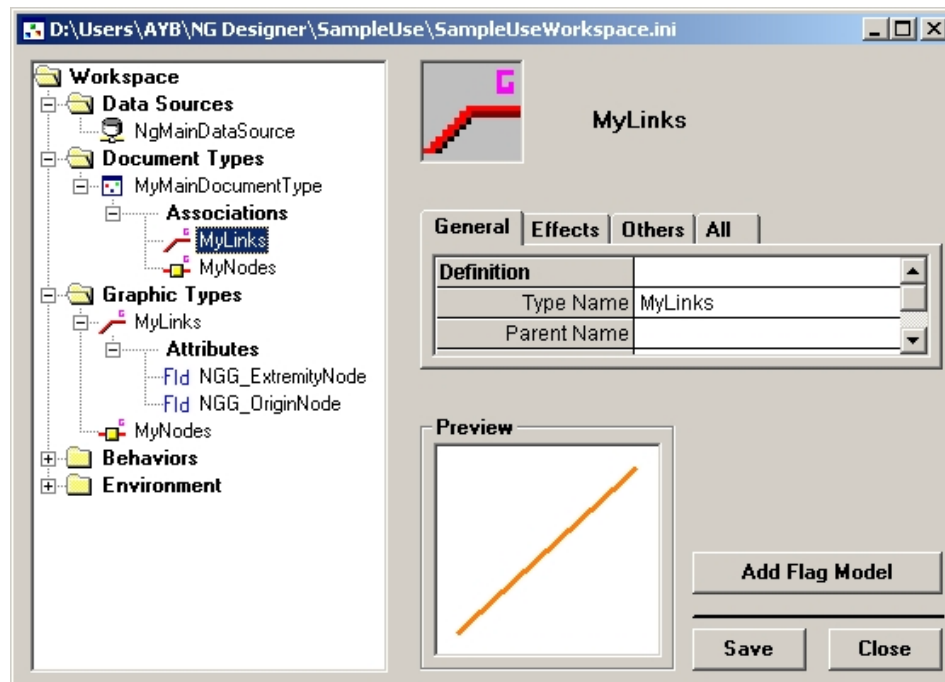 D:\Users\AYB\NG Designer\SampleUse\SampleUseWorkspace.ini
Workspace
Data Sources
NgMainDataSource
Document Types
MyMainDocumentType
Associations
MyLinks
MyNodes
Graphic Types
MyLinks
Attributes
Fld NGG_ExtremityNode
Fld NGG_OriginNode
MyNodes
Behaviors
Environment
G
MyLinks
General Effects Others All
Definition
Type Name MyLinks
Parent Name
Preview
Add Flag Model
Save Close